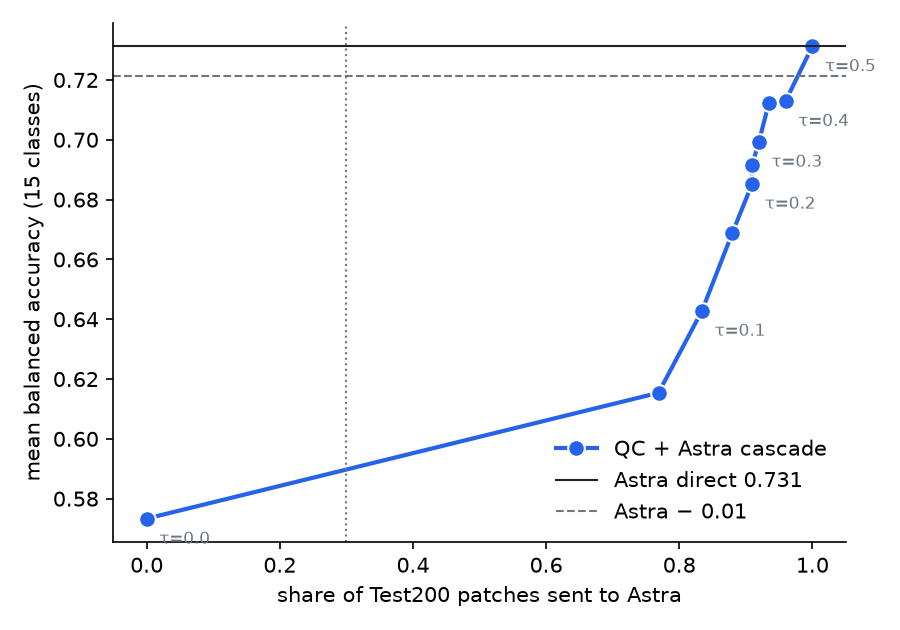 mean balanced accuracy (15 classes)
0.72
0.70
0.68
0.66
0.64
0.62
0.60
0.58
τ=0.5
τ=0.4
τ=0.3
τ=0.2
τ=0.1
τ=0.0
QC + Astra cascade
Astra direct 0.731
Astra − 0.01
0.0 0.2 0.4 0.6 0.8 1.0
share of Test200 patches sent to Astra